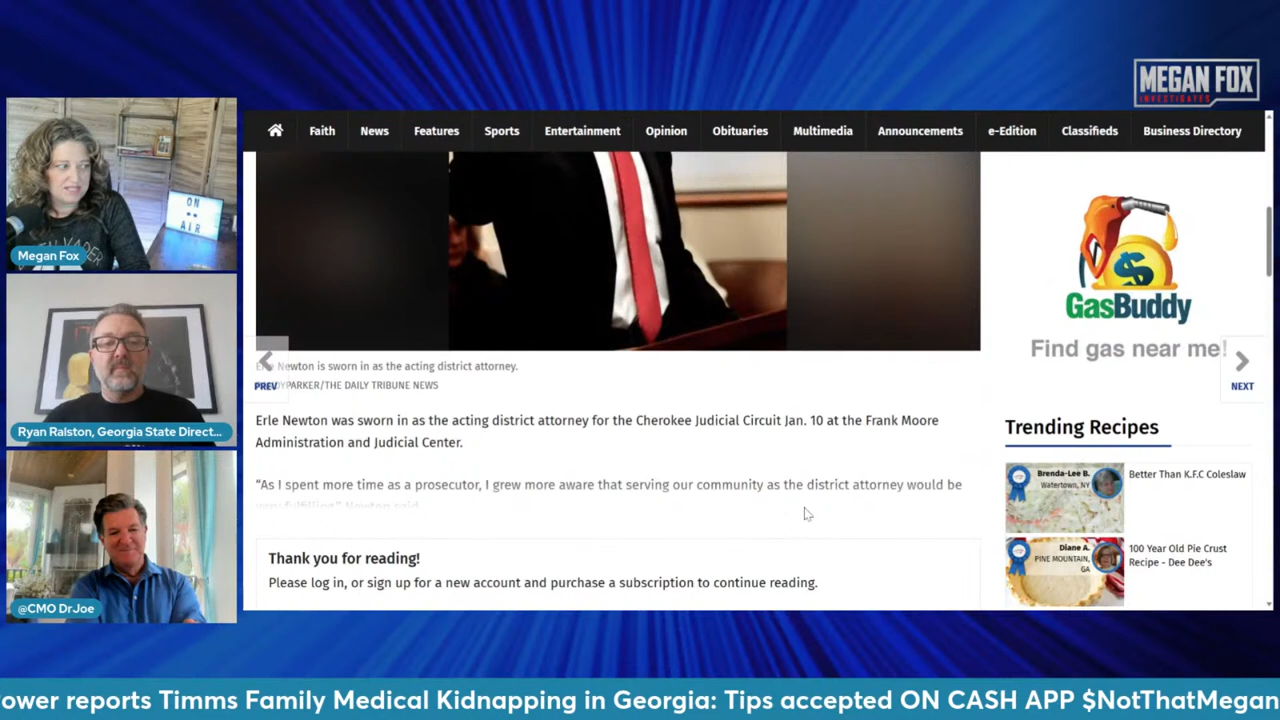 MEGAN FOX
INVESTIGATES
Faith News Features Sports Entertainment Opinion Obituaries Multimedia Announcements e-Edition Classifieds Business Directory
ON
AIR
Megan Fox
Ryan Ralston, Georgia State Direct...
@CMO DrJoe
PREV
Newton is sworn in as the acting district attorney.
PARKER/THE DAILY TRIBUNE NEWS
Erle Newton was sworn in as the acting district attorney for the Cherokee Judicial Circuit Jan. 10 at the Frank Moore
Administration and Judicial Center.
“As I spent more time as a prosecutor, I grew more aware that serving our community as the district attorney would be
very fulfilling,” Newton said.
Thank you for reading!
Please log in, or sign up for a new account and purchase a subscription to continue reading.
$
GasBuddy
Find gas near me!
NEXT
Trending Recipes
Brenda-Lee B.
Watertown, NY
Better Than K.F.C Coleslaw
Diane A.
PINE MOUNTAIN,
GA
100 Year Old Pie Crust
Recipe - Dee Dee's
ower reports Timms Family Medical Kidnapping in Georgia: Tips accepted ON CASH APP $NotThatMegan